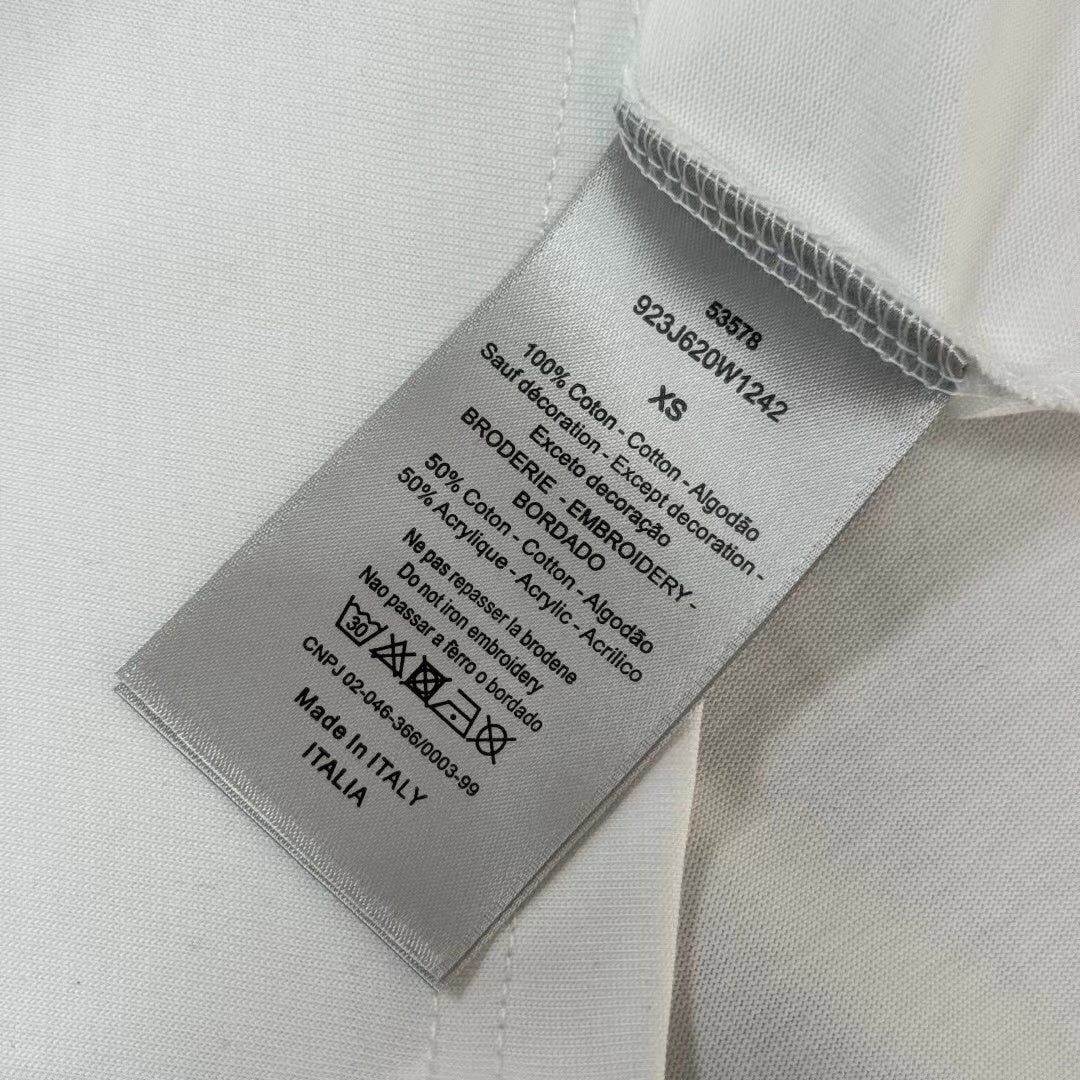 53578
923J620W1242
XS
100% Coton - Cotton - Algodão
Sauf décoration - Except decoration -
Exceto decoração
BRODERIE - EMBROIDERY -
BORDADO
50% Coton - Cotton - Algodão
50% Acrylique - Acrylic - Acrilico
Ne pas repasser la brodene
Do not iron embroidery
Nao passar a ferro o bordado
30
CNPJ 02-046-366/0003-99
Made In ITALY
ITALIA